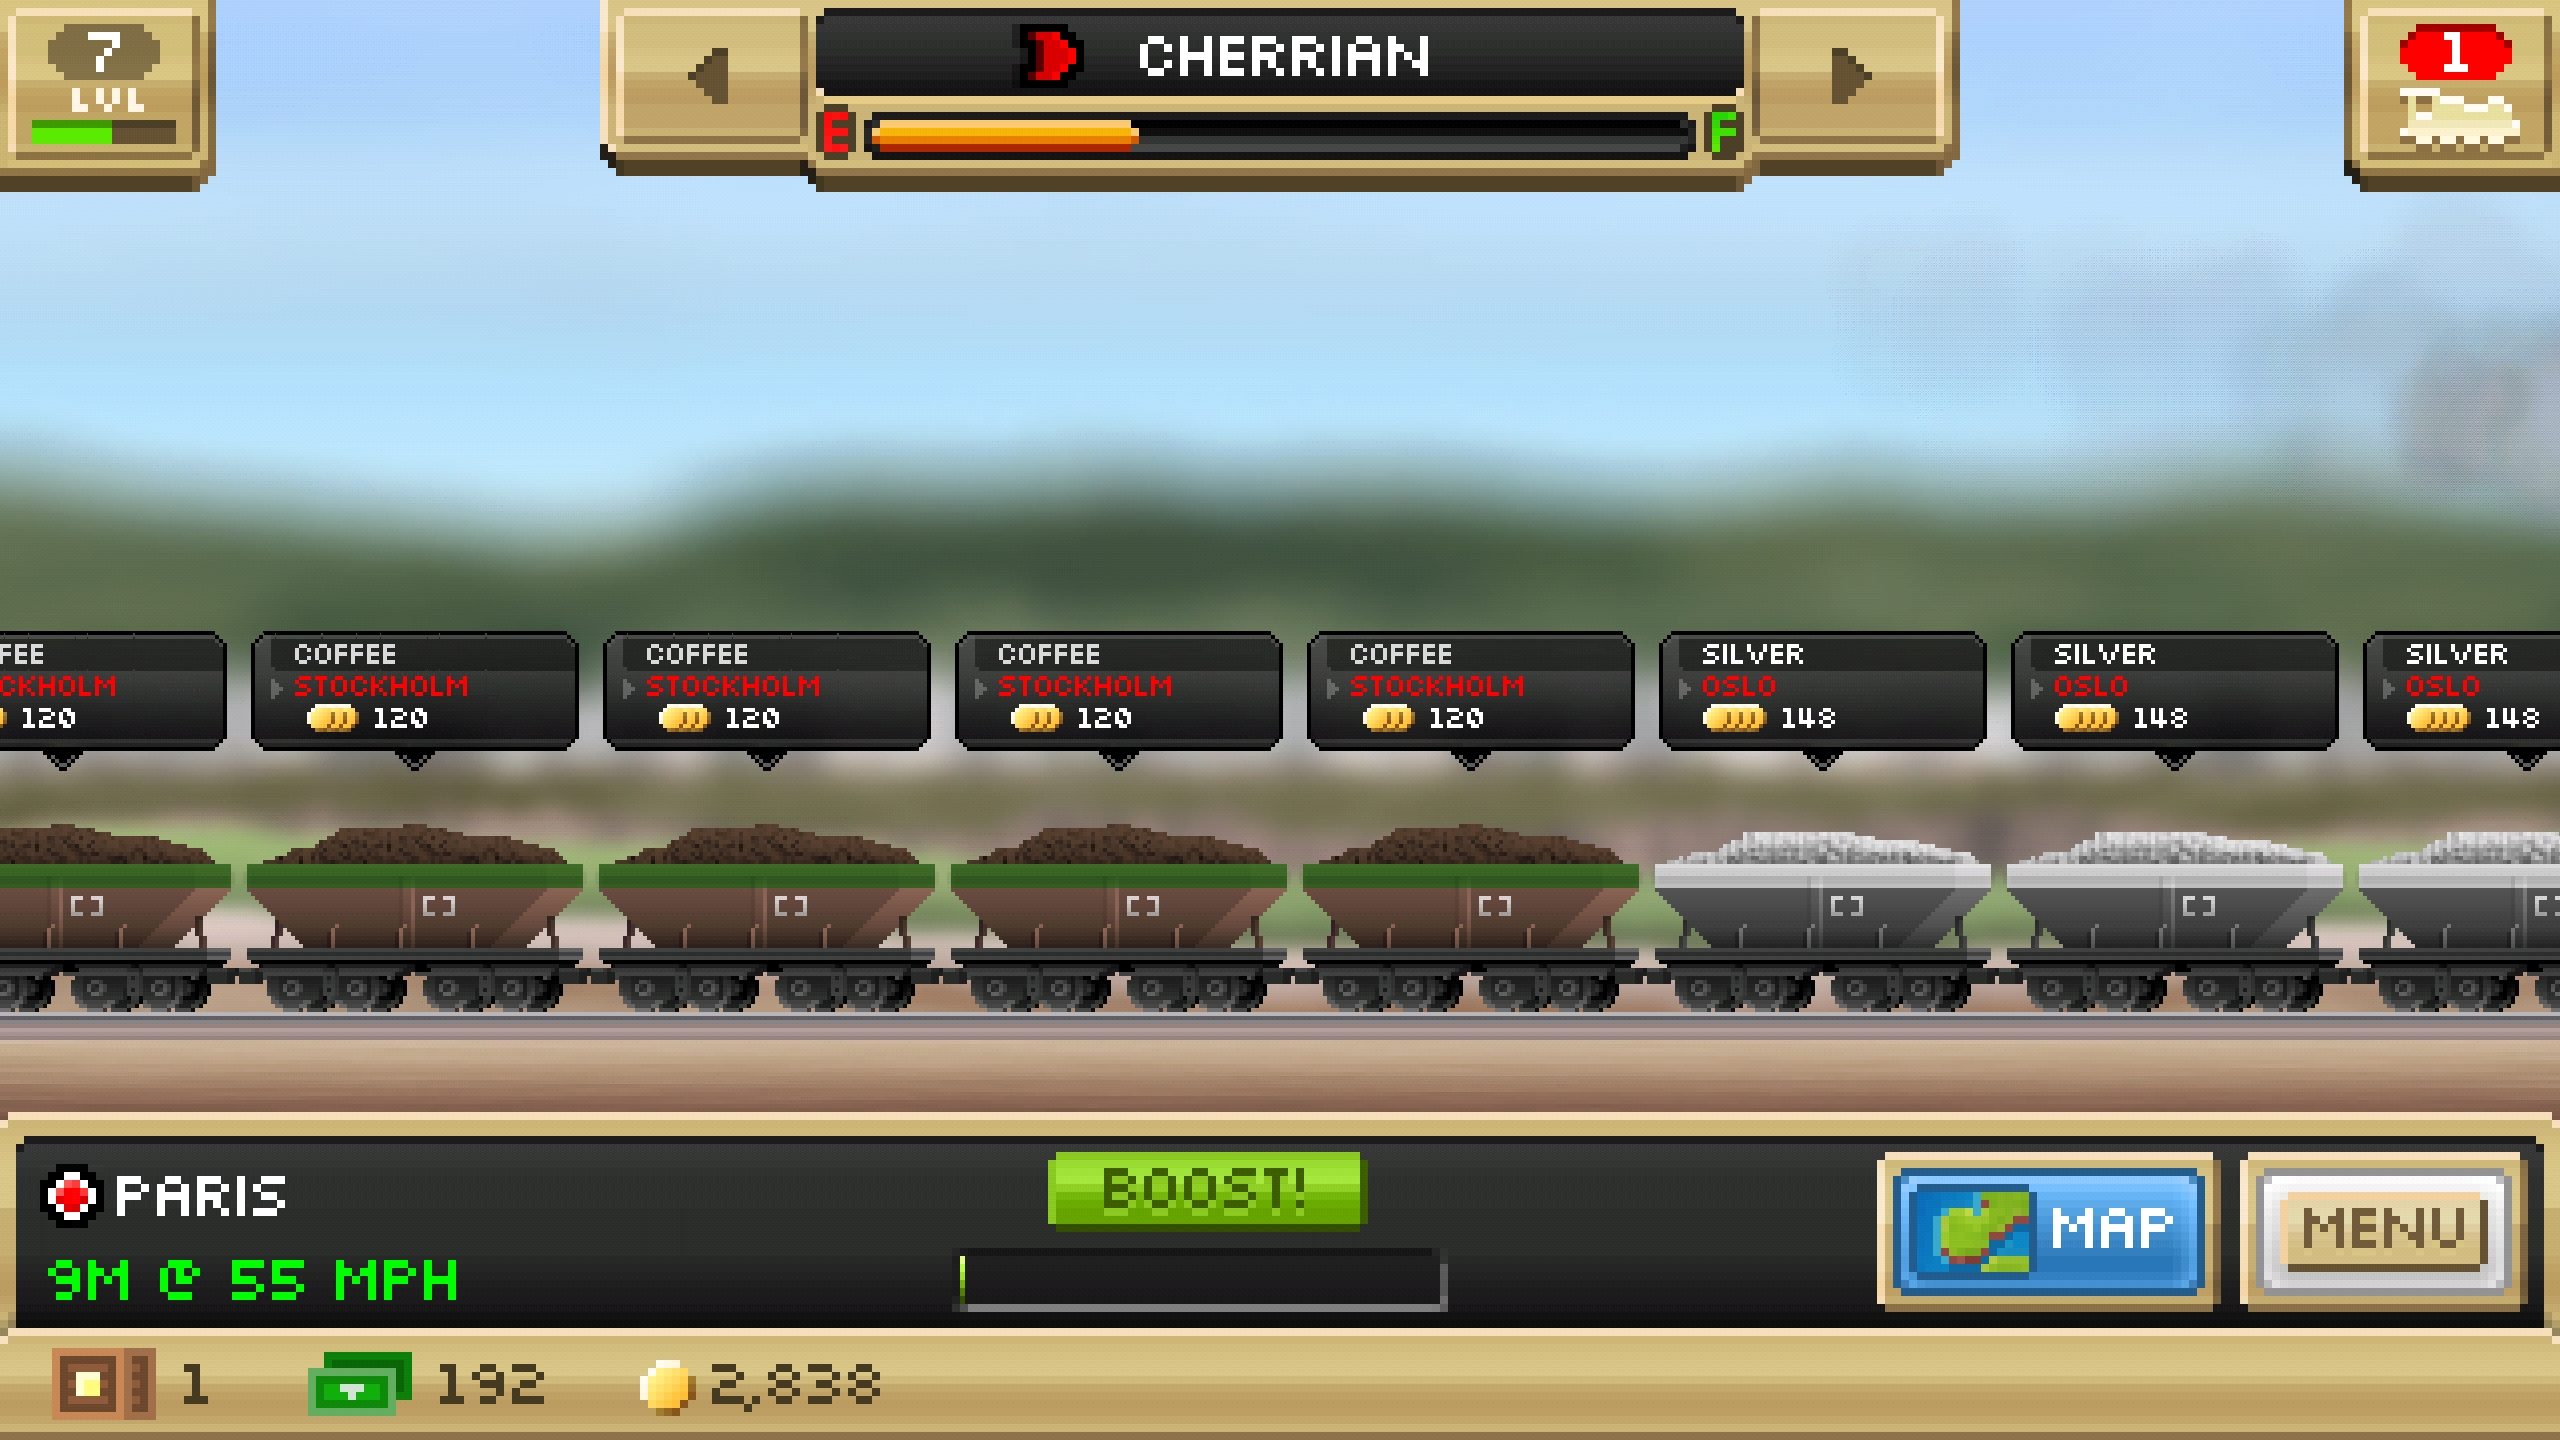 7
LVL
CHERRIAN
E
F
1
FEE
CKHOLM
120
COFFEE
STOCKHOLM
120
COFFEE
STOCKHOLM
120
COFFEE
STOCKHOLM
120
COFFEE
STOCKHOLM
120
SILVER
OSLO
148
SILVER
OSLO
148
SILVER
OSLO
148
PARIS
9M @ 55 MPH
BOOST!
MAP
MENU
1
192
2,838